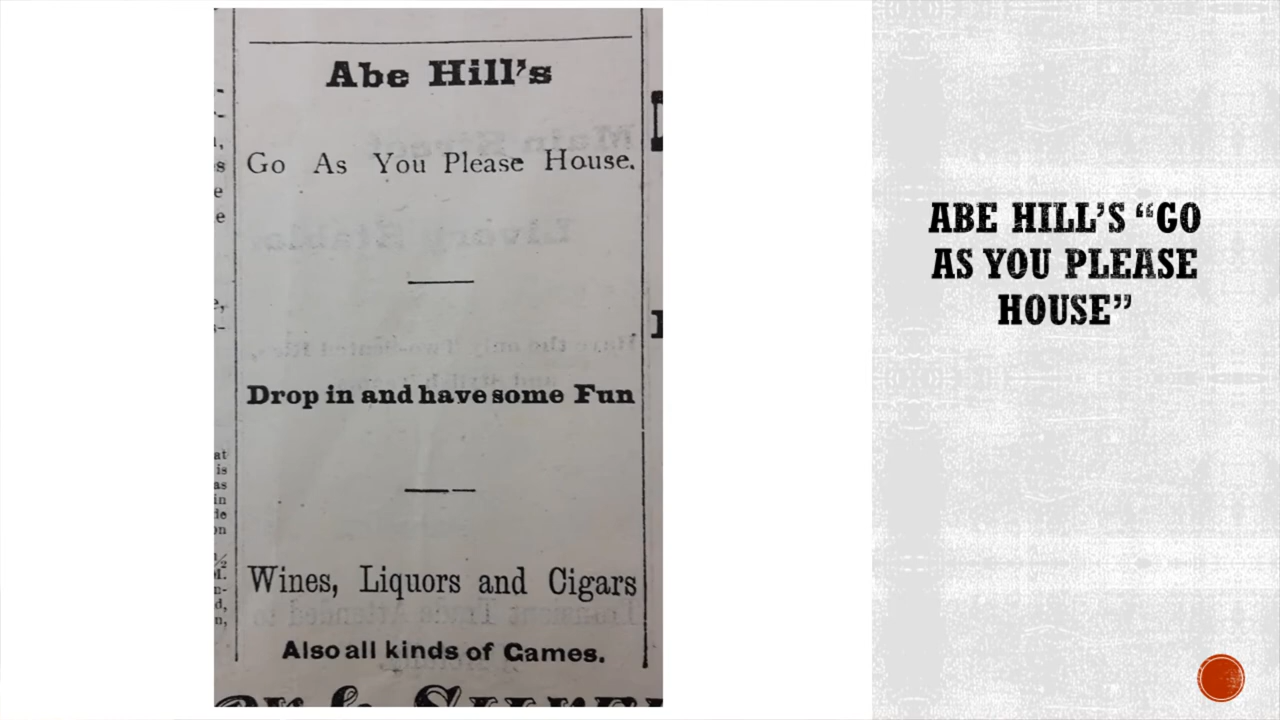 Abe Hill's
Go As You Please House.
Drop in and have some Fun
Wines, Liquors and Cigars
Also all kinds of Games.
ABE HILL'S “GO
AS YOU PLEASE
HOUSE”